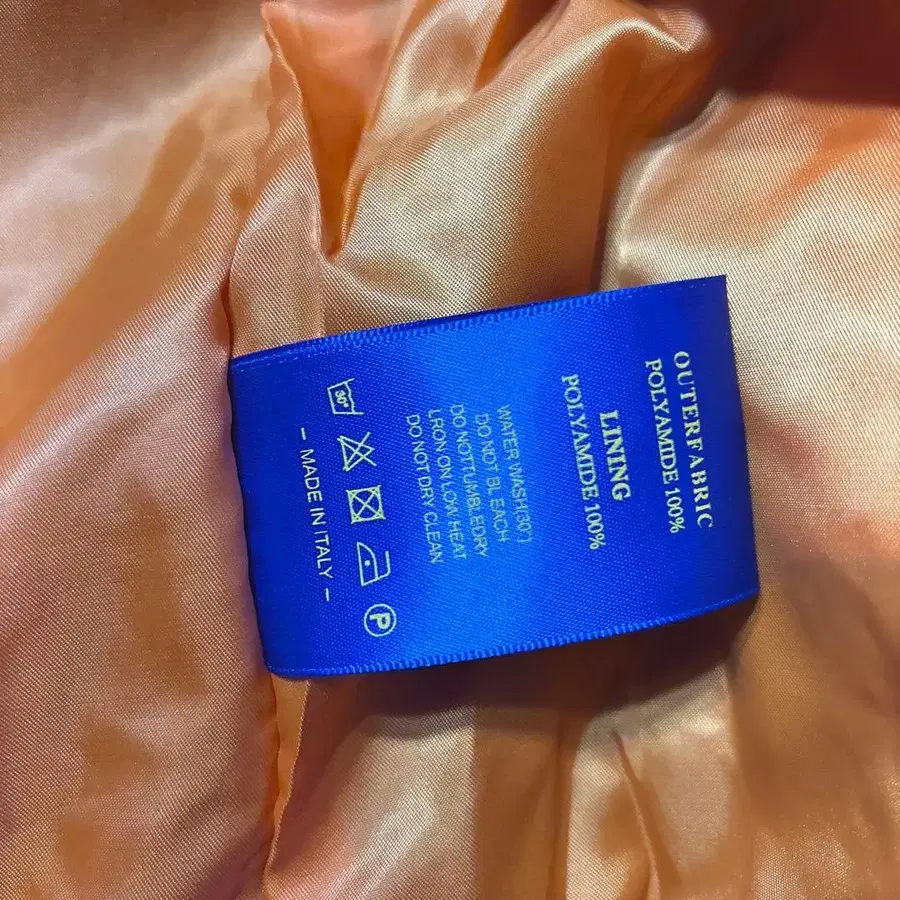 OUTERFABRIC
POLYAMIDE 100%
LINING
POLYAMIDE 100%
WATER WASH(30°)
DO NOT BLEACH
DO NOTTUMBLEDRY
LRON ON LOW HEAT
DO NOT DRY CLEAN
30°
P
- MADE IN ITALY -